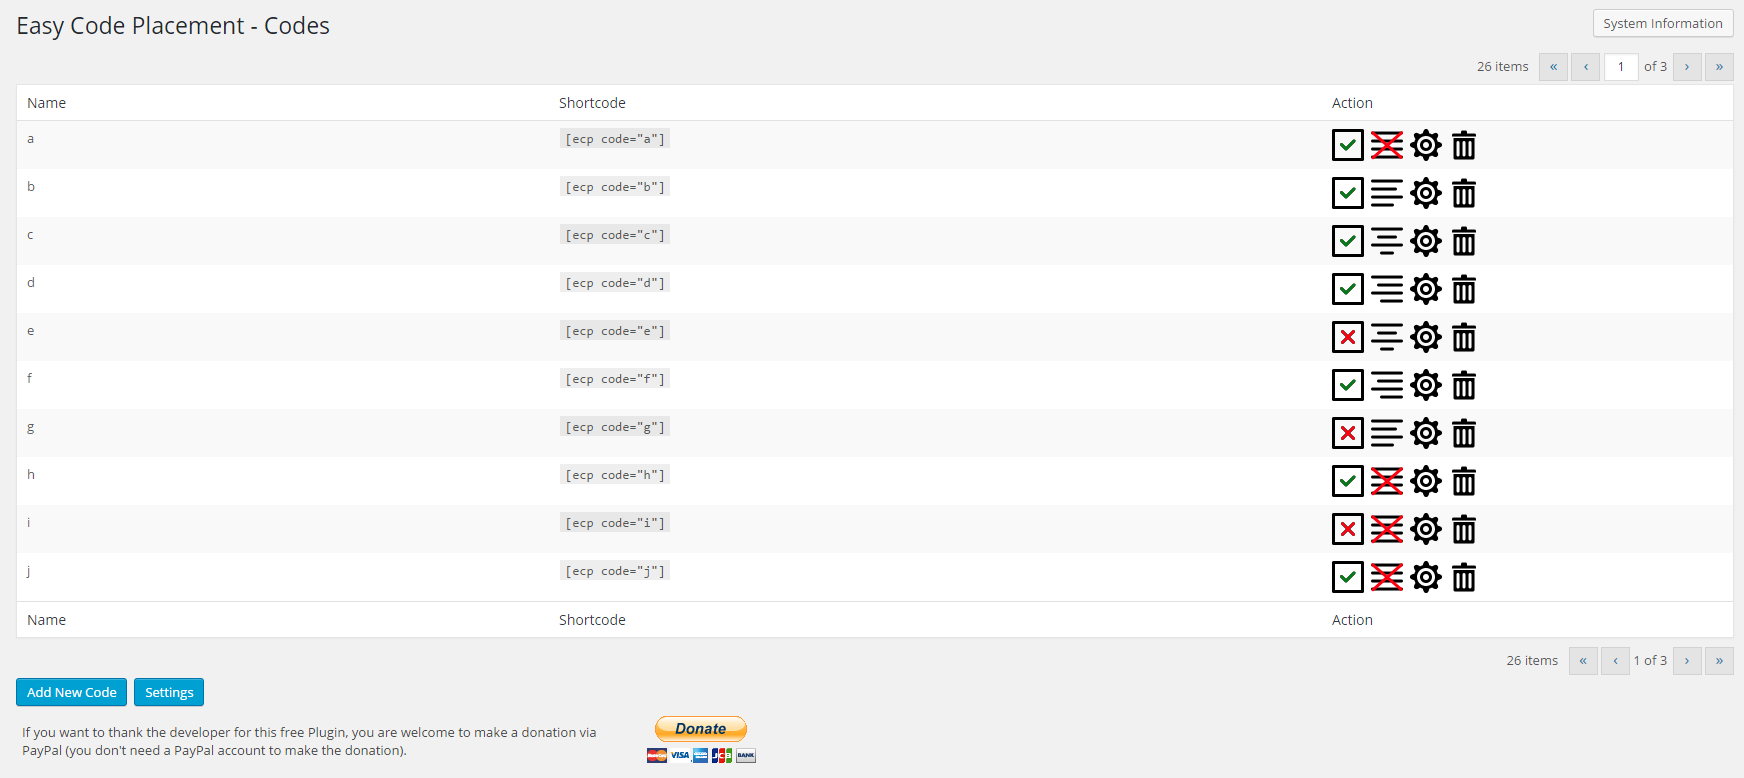 Easy Code Placement - Codes
System Information
26 items « ‹ 1 of 3 › »
Name Shortcode Action
a [ecp code="a"]
b [ecp code="b"]
c [ecp code="c"]
d [ecp code="d"]
e [ecp code="e"]
f [ecp code="f"]
g [ecp code="g"]
h [ecp code="h"]
i [ecp code="i"]
j [ecp code="j"]
Name Shortcode Action
26 items « ‹ 1 of 3 › »
Add New Code Settings
If you want to thank the developer for this free Plugin, you are welcome to make a donation via
PayPal (you don't need a PayPal account to make the donation).
Donate
VISA JCB BANK